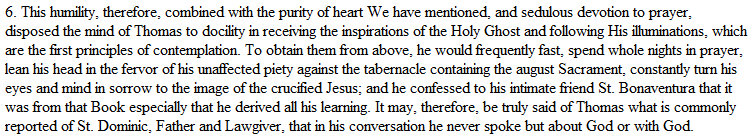 6. This humility, therefore, combined with the purity of heart We have mentioned, and sedulous devotion to prayer,
disposed the mind of Thomas to docility in receiving the inspirations of the Holy Ghost and following His illuminations, which
are the first principles of contemplation. To obtain them from above, he would frequently fast, spend whole nights in prayer,
lean his head in the fervor of his unaffected piety against the tabernacle containing the august Sacrament, constantly turn his
eyes and mind in sorrow to the image of the crucified Jesus; and he confessed to his intimate friend St. Bonaventura that it
was from that Book especially that he derived all his learning. It may, therefore, be truly said of Thomas what is commonly
reported of St. Dominic, Father and Lawgiver, that in his conversation he never spoke but about God or with God.